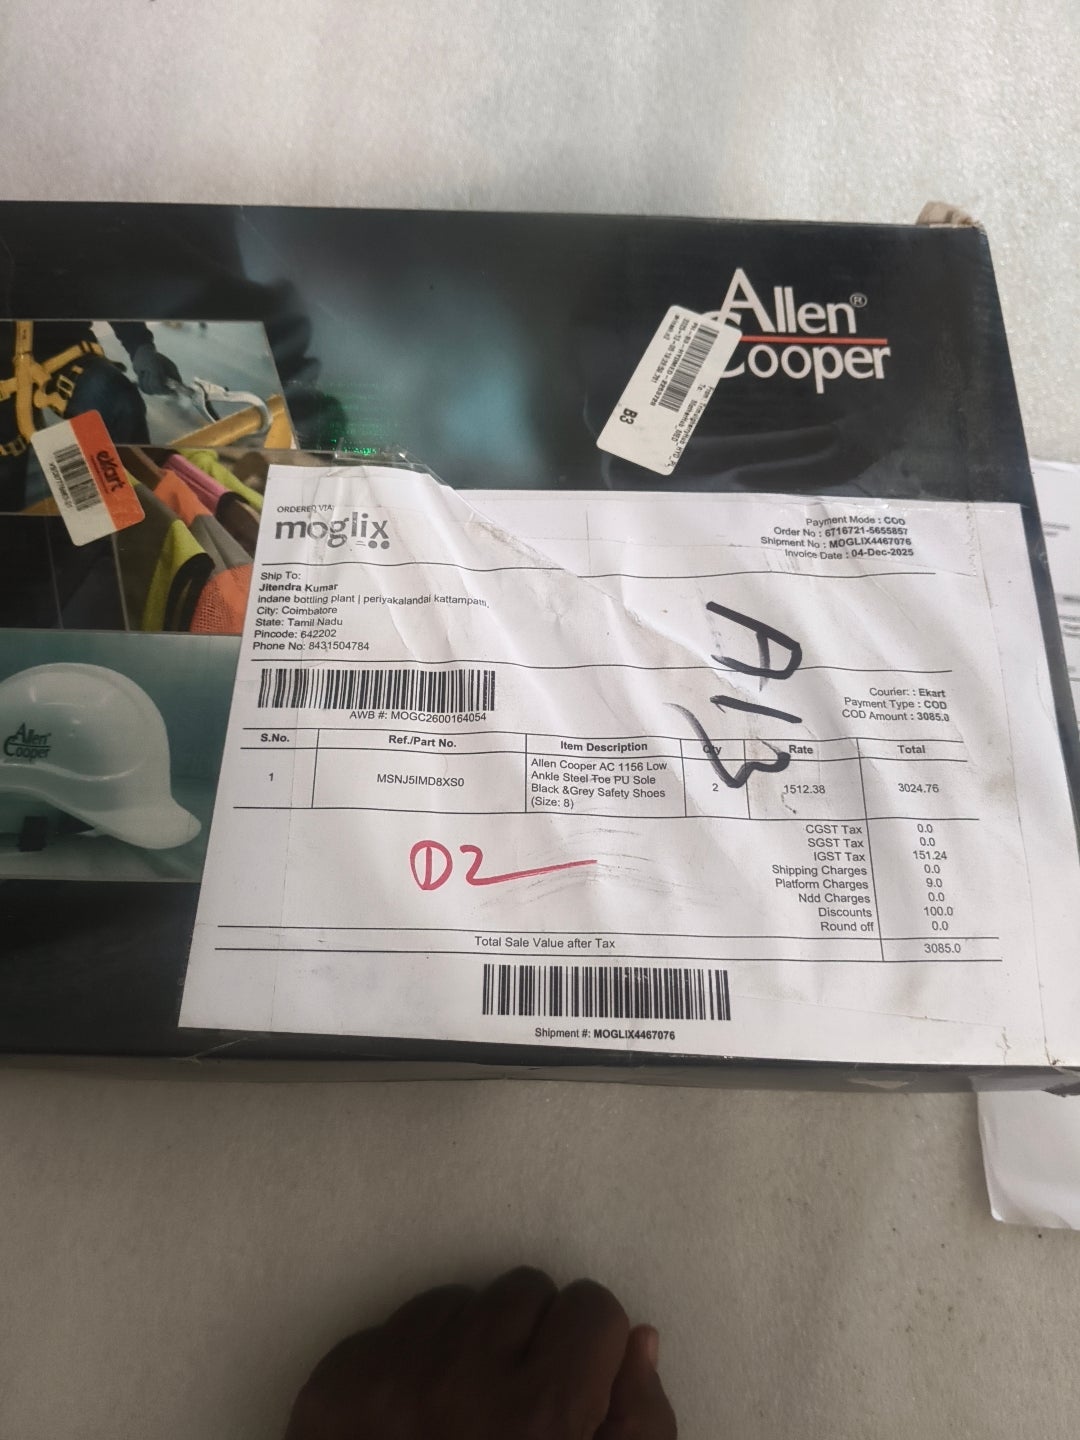 Allen®
Cooper
B3
ekart
Allen
Cooper
ORDERED VIA:
moglix
Payment Mode : COD
Order No : 6716721-5655857
Shipment No : MOGLIX4467076
Invoice Date : 04-Dec-2025
Ship To:
Jitendra Kumar
indane bottling plant | periyakalandai kattampatti,
City: Coimbatore
State: Tamil Nadu
Pincode: 642202
Phone No: 8431504784
A13
AWB #: MOGC2600164054
Courier: : Ekart
Payment Type : COD
COD Amount : 3085.0
S.No. Ref./Part No. Item Description Qty Rate Total
1 MSNJ5IMD8XS0 Allen Cooper AC 1156 Low 2 1512.38 3024.76
Ankle Steel Toe PU Sole
Black &Grey Safety Shoes
(Size: 8)
CGST Tax 0.0
SGST Tax 0.0
IGST Tax 151.24
Shipping Charges 0.0
Platform Charges 9.0
Ndd Charges 0.0
Discounts 100.0
Round off 0.0
D2
Total Sale Value after Tax 3085.0
Shipment #: MOGLIX4467076